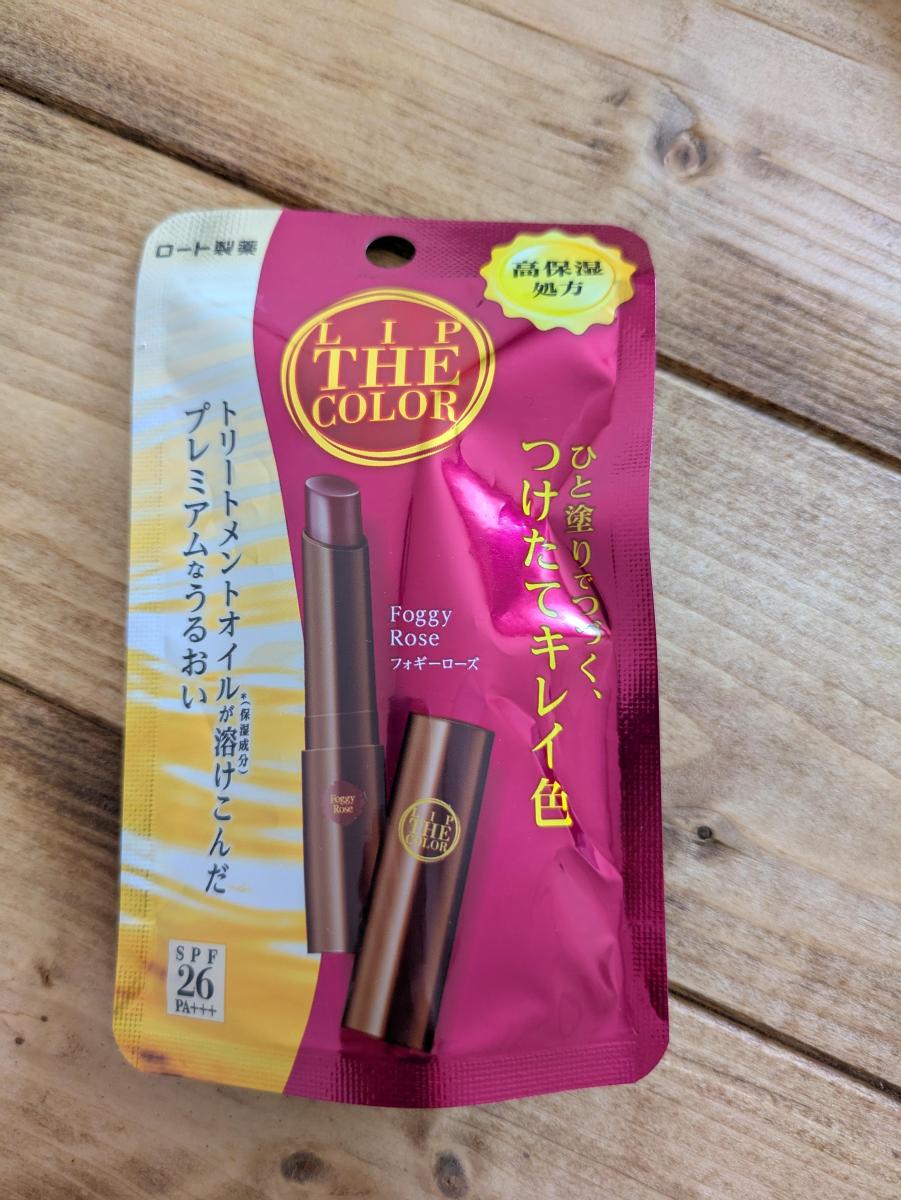 ロート製薬
高保湿
処方
LIP
THE
COLOR
ひと塗りでつづく、
つけたてキレイ色
トリートメントオイルが溶けこんだ
*(保湿成分)
プレミアムなうるおい
Foggy
Rose
フォギーローズ
Foggy
Rose
LIP
THE
COLOR
SPF
26
PA+++